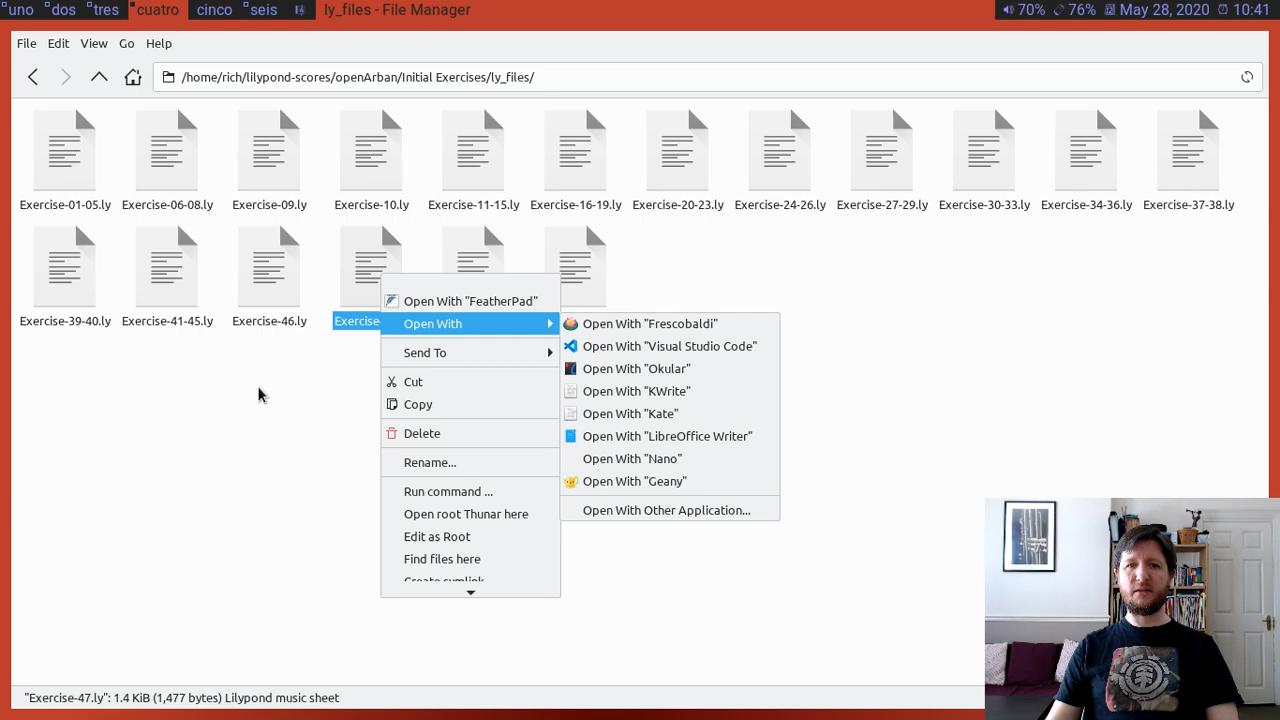 uno dos tres cuatro cinco seis ly_files - File Manager 70% 76% May 28, 2020 10:41
File Edit View Go Help
/home/rich/lilypond-scores/openArban/Initial Exercises/ly_files/
Exercise-01-05.ly Exercise-06-08.ly Exercise-09.ly Exercise-10.ly Exercise-11-15.ly Exercise-16-19.ly Exercise-20-23.ly Exercise-24-26.ly Exercise-27-29.ly Exercise-30-33.ly Exercise-34-36.ly Exercise-37-38.ly
Exercise-39-40.ly Exercise-41-45.ly Exercise-46.ly Exercise-
Open With "FeatherPad"
Open With
Send To
Cut
Copy
Delete
Rename...
Run command ...
Open root Thunar here
Edit as Root
Find files here
Create symlink
Open With "Frescobaldi"
Open With "Visual Studio Code"
Open With "Okular"
Open With "KWrite"
Open With "Kate"
Open With "LibreOffice Writer"
Open With "Nano"
Open With "Geany"
Open With Other Application...
"Exercise-47.ly": 1.4 KiB (1,477 bytes) Lilypond music sheet